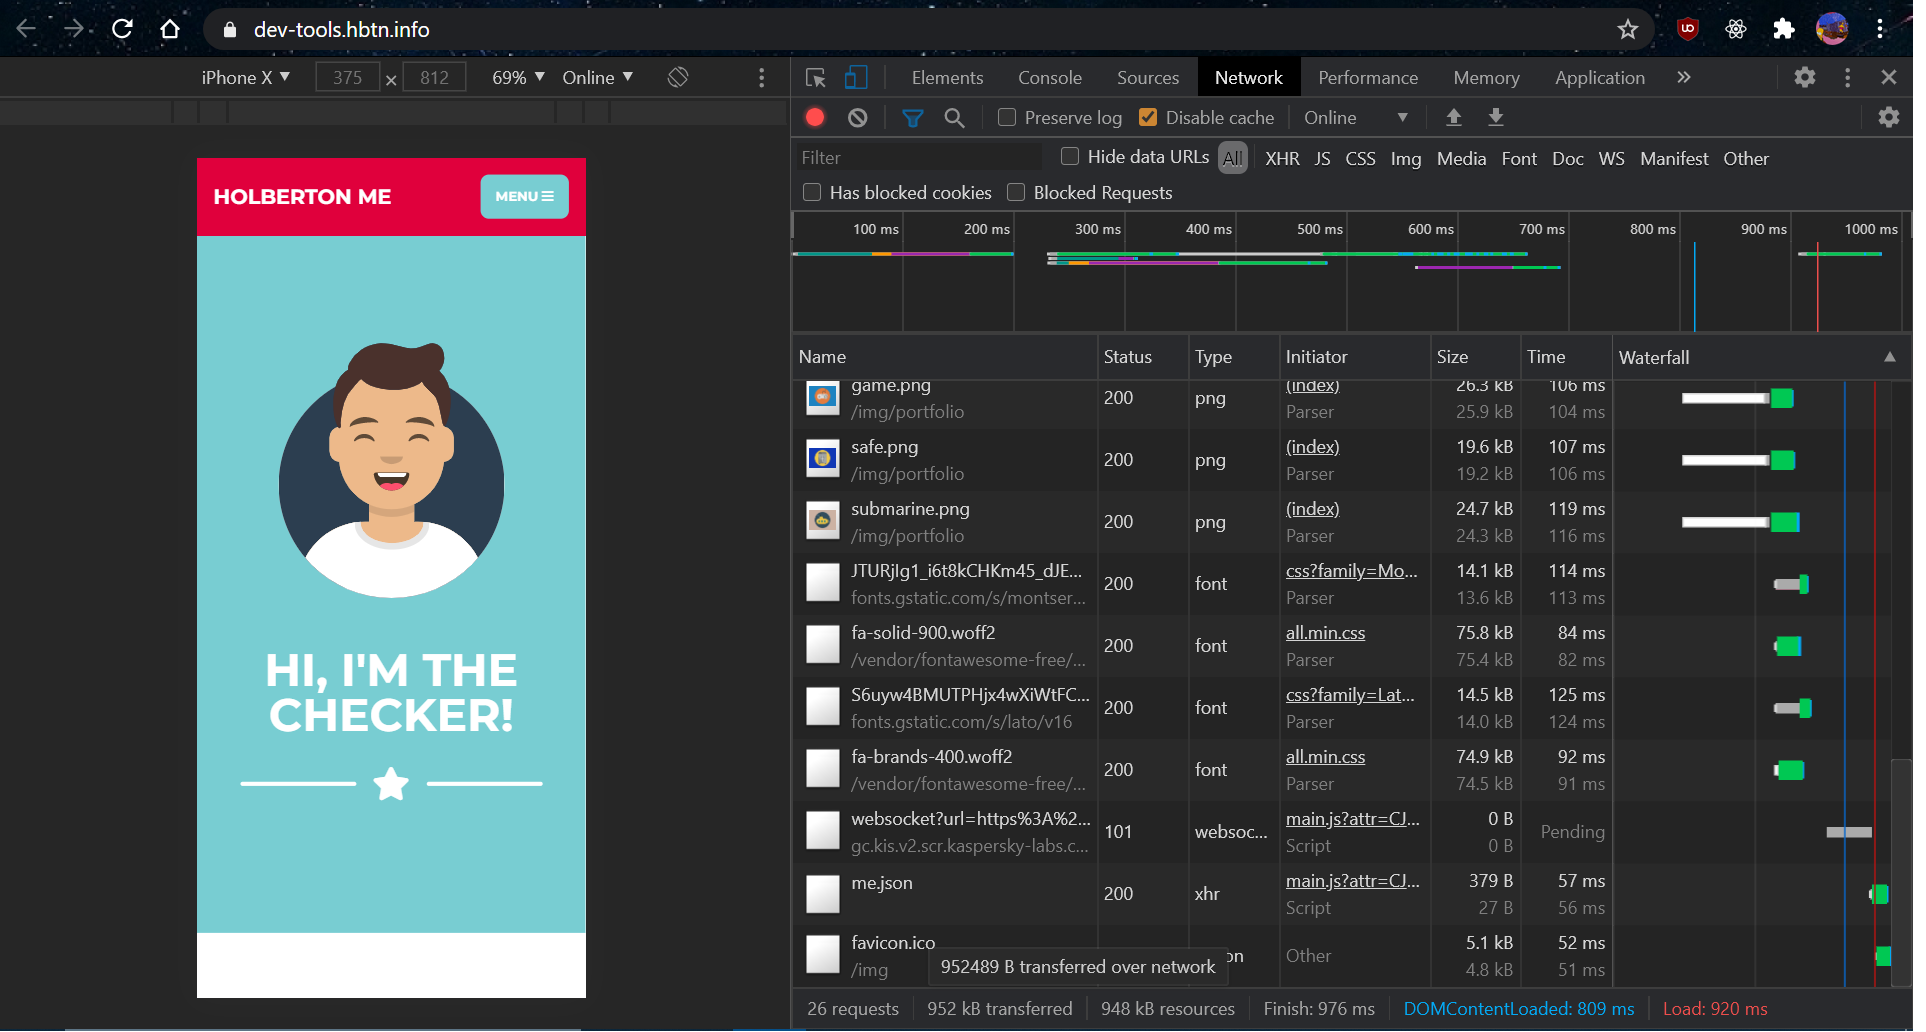 dev-tools.hbtn.info
iPhone X ▼ 375 × 812 69% ▼ Online ▼
Elements Console Sources Network Performance Memory Application »
Preserve log Disable cache Online ▼
Filter Hide data URLs All XHR JS CSS Img Media Font Doc WS Manifest Other
Has blocked cookies Blocked Requests
100 ms 200 ms 300 ms 400 ms 500 ms 600 ms 700 ms 800 ms 900 ms 1000 ms
HOLBERTON ME
MENU
HI, I'M THE
CHECKER!
Name Status Type Initiator Size Time Waterfall
game.png 200 png (index) 26.3 kB 106 ms
/img/portfolio Parser 25.9 kB 104 ms
safe.png 200 png (index) 19.6 kB 107 ms
/img/portfolio Parser 19.2 kB 106 ms
submarine.png 200 png (index) 24.7 kB 119 ms
/img/portfolio Parser 24.3 kB 116 ms
JTURjIg1_i6t8kCHKm45_dJE... 200 font css?family=Mo... 14.1 kB 114 ms
fonts.gstatic.com/s/montser... Parser 13.6 kB 113 ms
fa-solid-900.woff2 200 font all.min.css 75.8 kB 84 ms
/vendor/fontawesome-free/... Parser 75.4 kB 82 ms
S6uyw4BMUTPHjx4wXiWtFC... 200 font css?family=Lat... 14.5 kB 125 ms
fonts.gstatic.com/s/lato/v16 Parser 14.0 kB 124 ms
fa-brands-400.woff2 200 font all.min.css 74.9 kB 92 ms
/vendor/fontawesome-free/... Parser 74.5 kB 91 ms
websocket?url=https%3A%2... 101 websoc... main.js?attr=CJ... 0 B Pending
gc.kis.v2.scr.kaspersky-labs.c... Script 0 B
me.json 200 xhr main.js?attr=CJ... 379 B 57 ms
Script 27 B 56 ms
favicon.ico on Other 5.1 kB 52 ms
/img 4.8 kB 51 ms
952489 B transferred over network
26 requests 952 kB transferred 948 kB resources Finish: 976 ms DOMContentLoaded: 809 ms Load: 920 ms